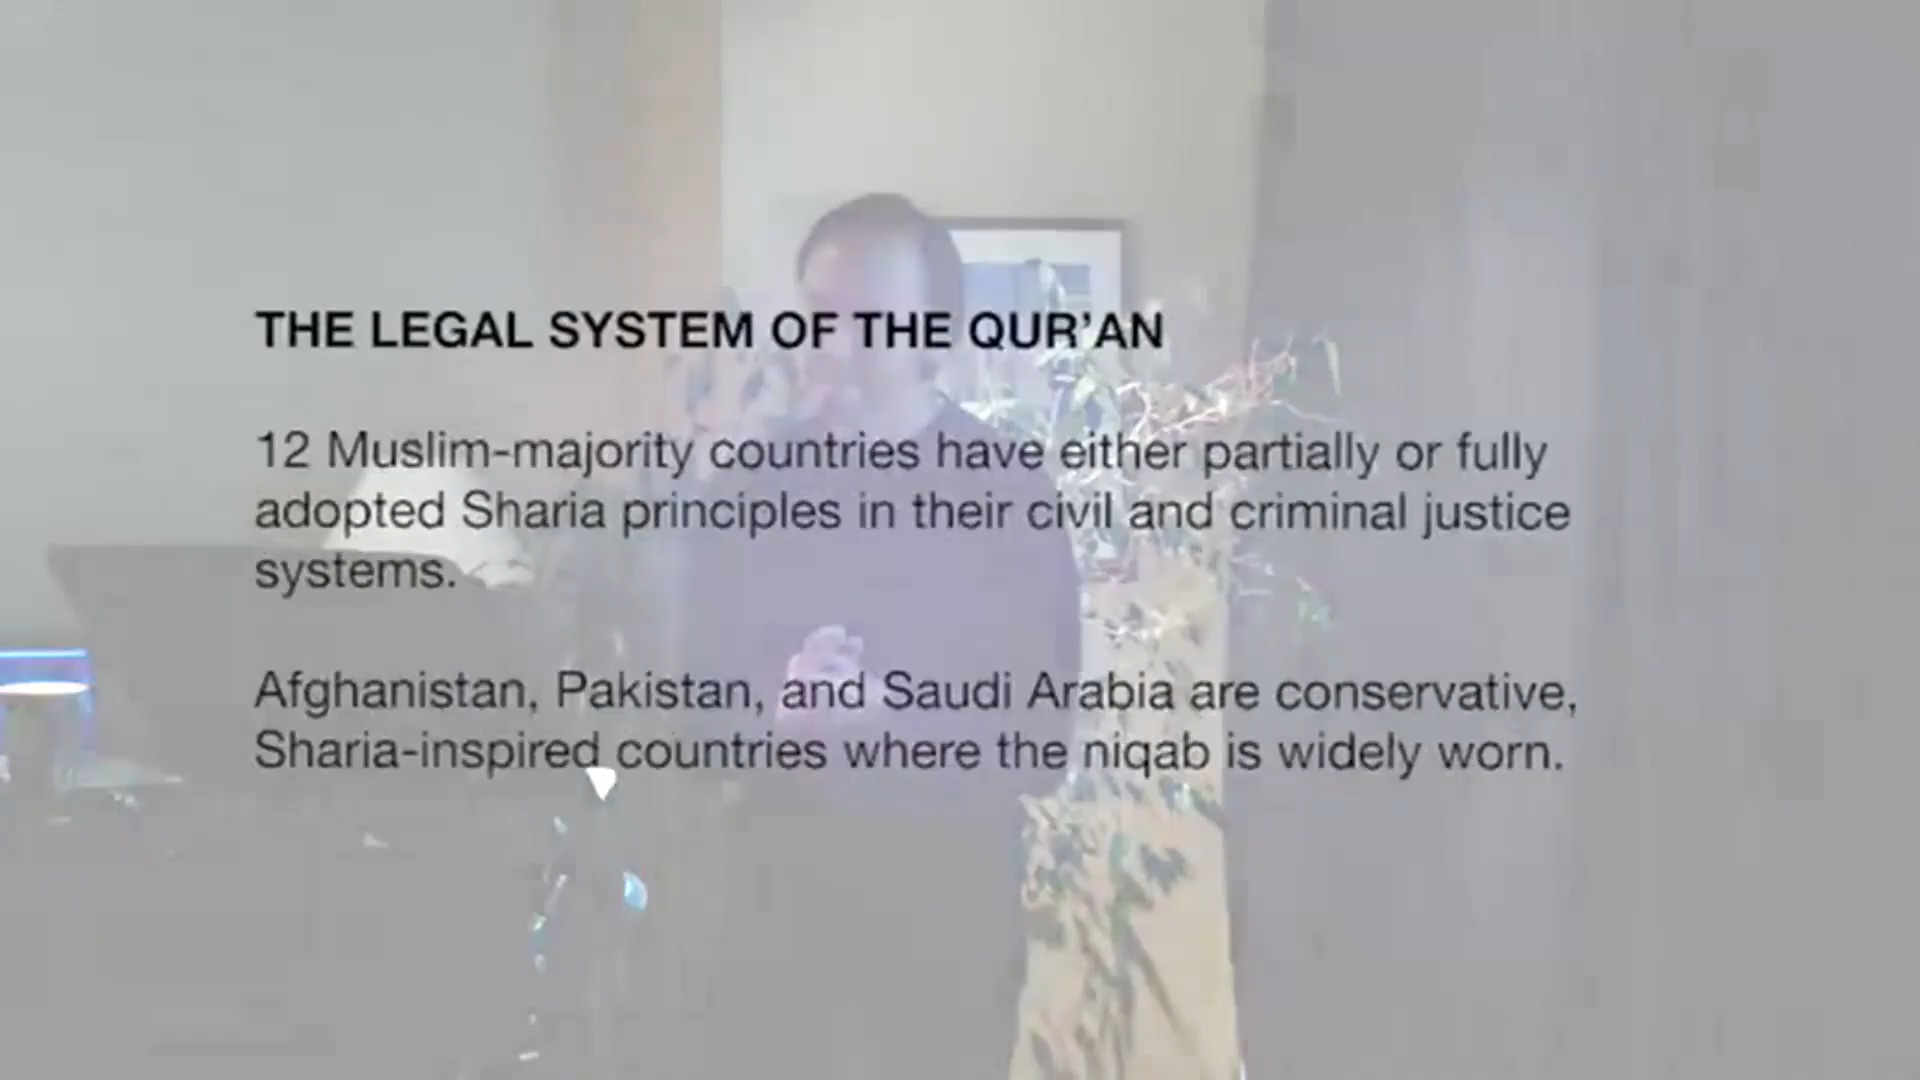 THE LEGAL SYSTEM OF THE QUR’AN
12 Muslim-majority countries have either partially or fully
adopted Sharia principles in their civil and criminal justice
systems.
Afghanistan, Pakistan, and Saudi Arabia are conservative,
Sharia-inspired countries where the niqab is widely worn.